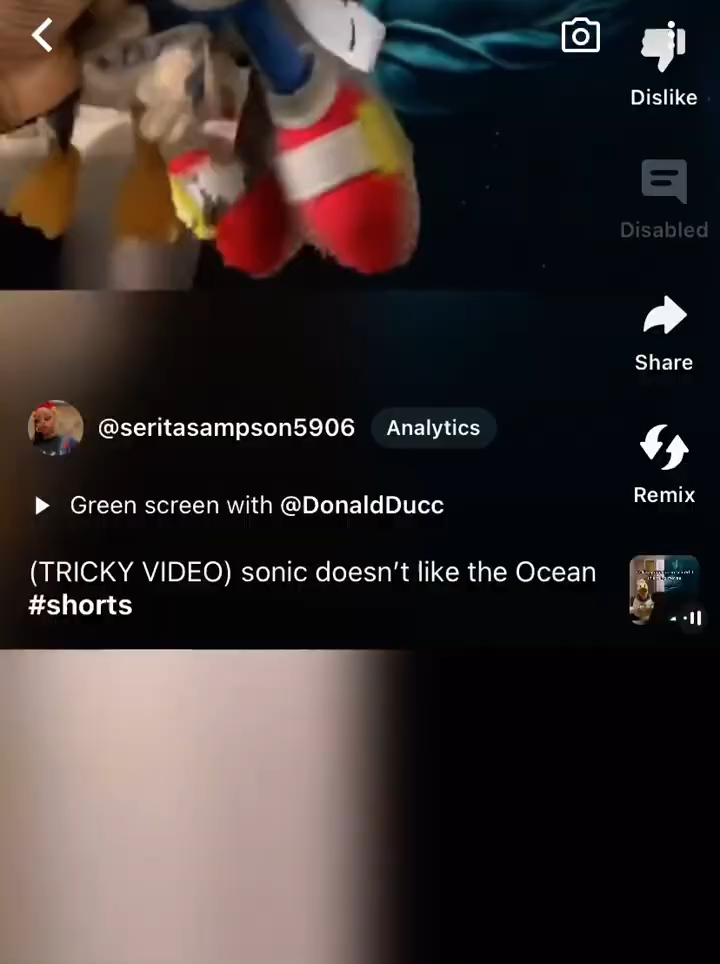 Dislike
Disabled
Share
@seritasampson5906
Analytics
Remix
Green screen with @DonaldDucc
(TRICKY VIDEO) sonic doesn’t like the Ocean
#shorts